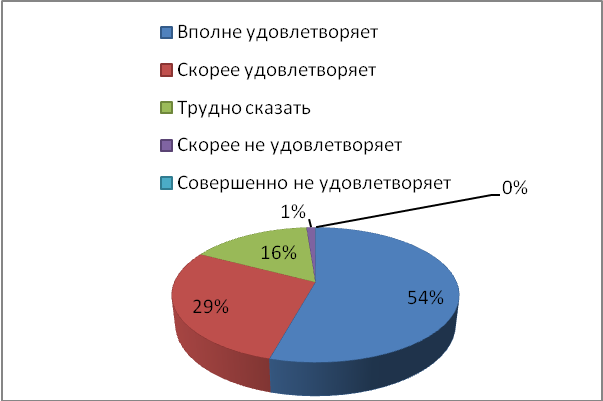 Вполне удовлетворяет
Скорее удовлетворяет
Трудно сказать
Скорее не удовлетворяет
Совершенно не удовлетворяет
0%
1%
16%
54%
29%